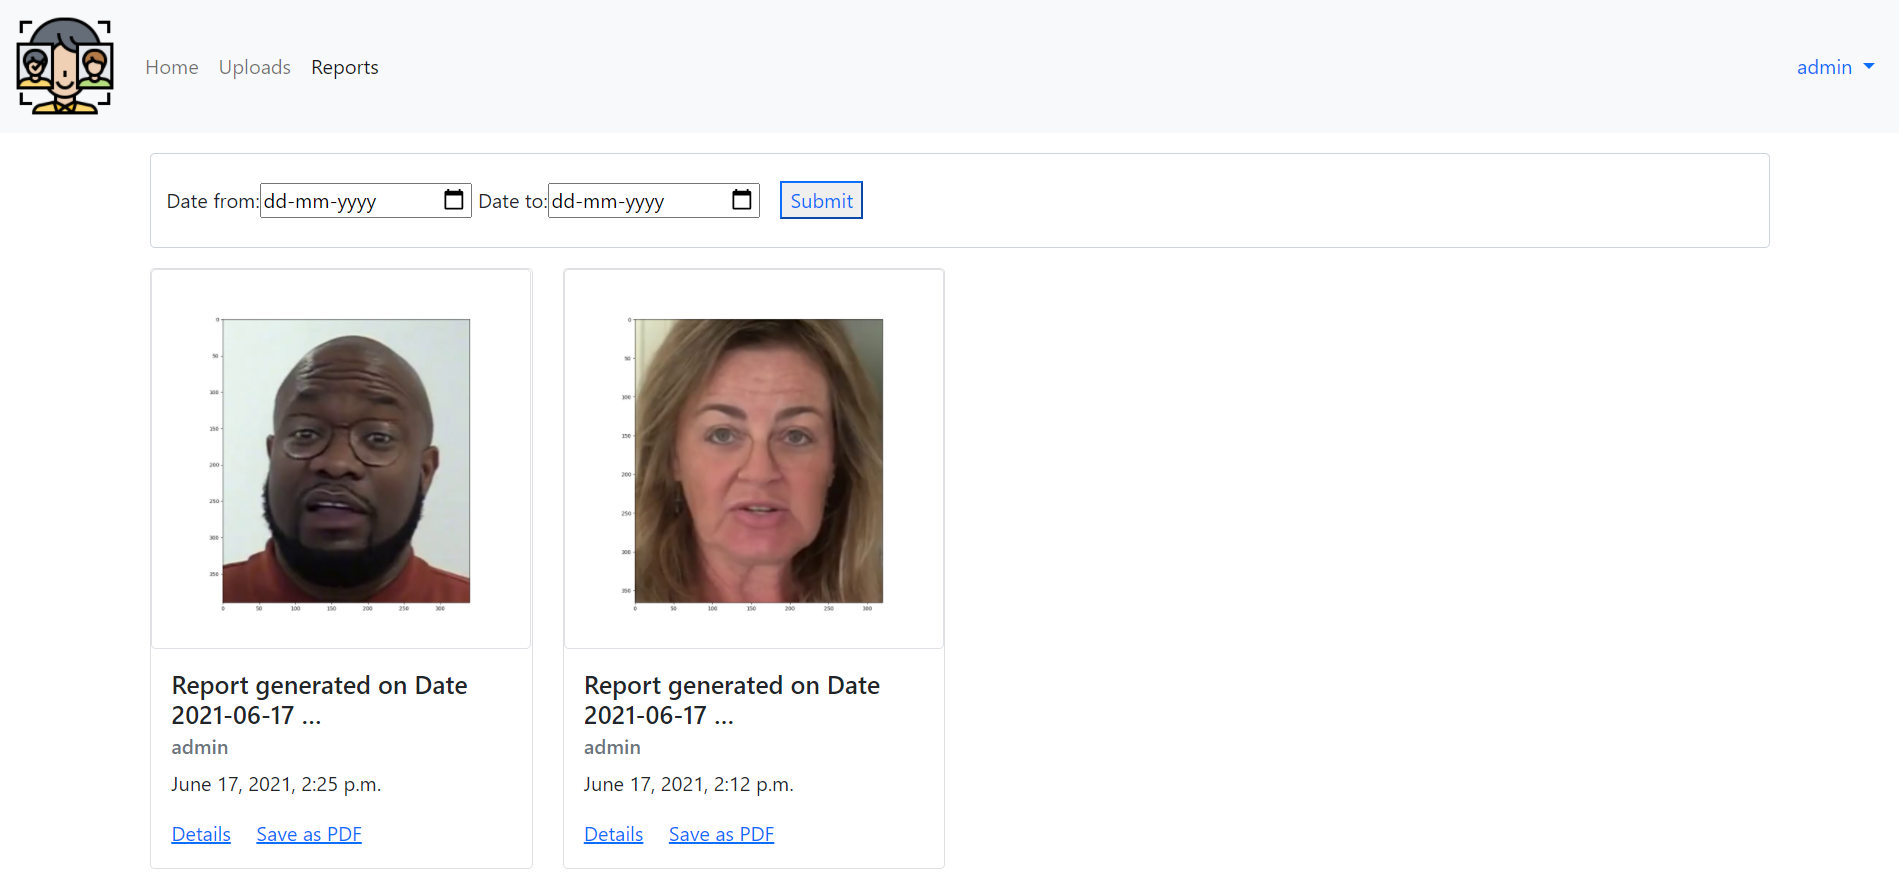 Home Uploads Reports admin
Date from: dd-mm-yyyy Date to: dd-mm-yyyy Submit
0
50
100
150
200
250
300
350
0 50 100 150 200 250 300
Report generated on Date
2021-06-17 ...
admin
June 17, 2021, 2:25 p.m.
Details Save as PDF
0
50
100
150
200
250
300
350
0 50 100 150 200 250 300
Report generated on Date
2021-06-17 ...
admin
June 17, 2021, 2:12 p.m.
Details Save as PDF